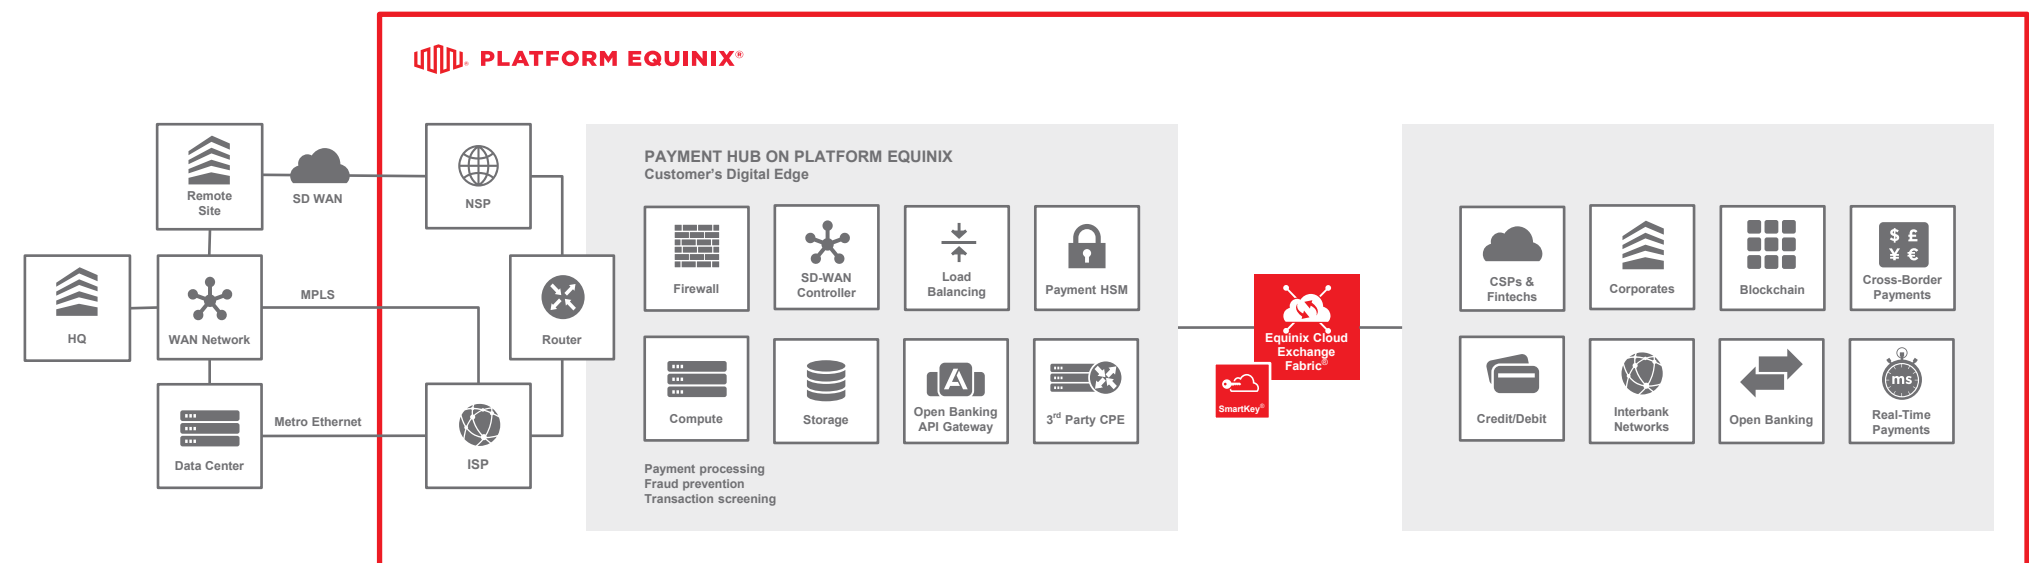 PLATFORM EQUINIX®
Remote
Site
SD WAN
NSP
HQ
WAN Network
MPLS
Router
Data Center
Metro Ethernet
ISP
PAYMENT HUB ON PLATFORM EQUINIX
Customer's Digital Edge
Firewall
SD-WAN
Controller
Load
Balancing
Payment HSM
Compute
Storage
A
Open Banking
API Gateway
3rd Party CPE
Payment processing
Fraud prevention
Transaction screening
Equinix Cloud
Exchange
Fabric®
SmartKey®
CSPs &
Fintechs
Corporates
Blockchain
$ £
¥ €
Cross-Border
Payments
Credit/Debit
Interbank
Networks
Open Banking
ms
Real-Time
Payments